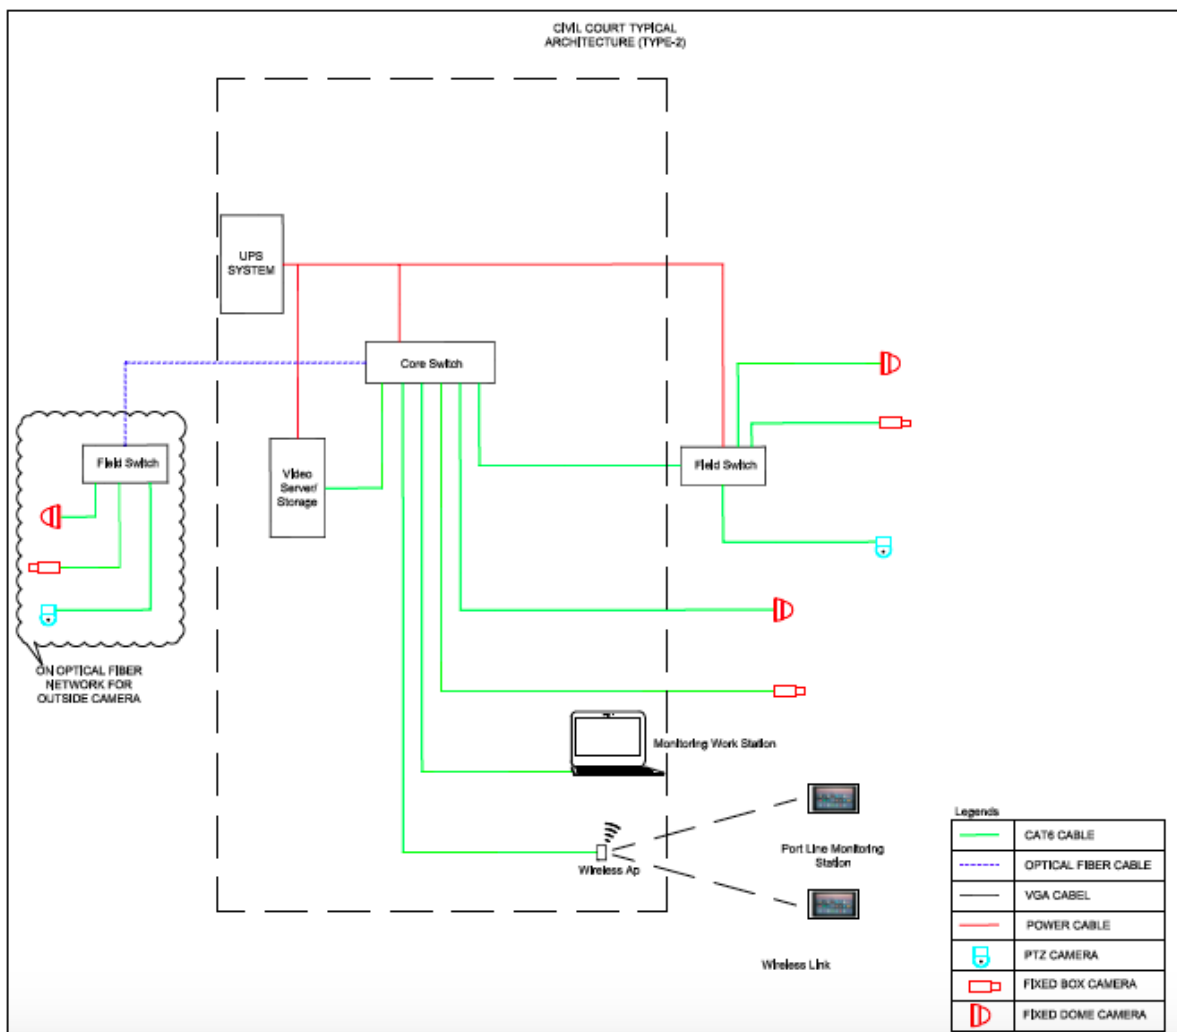 CIVIL COURT TYPICAL
ARCHITECTURE (TYPE-2)
UPS
SYSTEM
Core Switch
Field Switch
Video
Server/
Storage
Field Switch
ON OPTICAL FIBER
NETWORK FOR
OUTSIDE CAMERA
Monitoring Work Station
Wireless Ap
Port Line Monitoring
Station
Wireless Link
Legends
CAT6 CABLE
OPTICAL FIBER CABLE
VGA CABEL
POWER CABLE
PTZ CAMERA
FIXED BOX CAMERA
FIXED DOME CAMERA